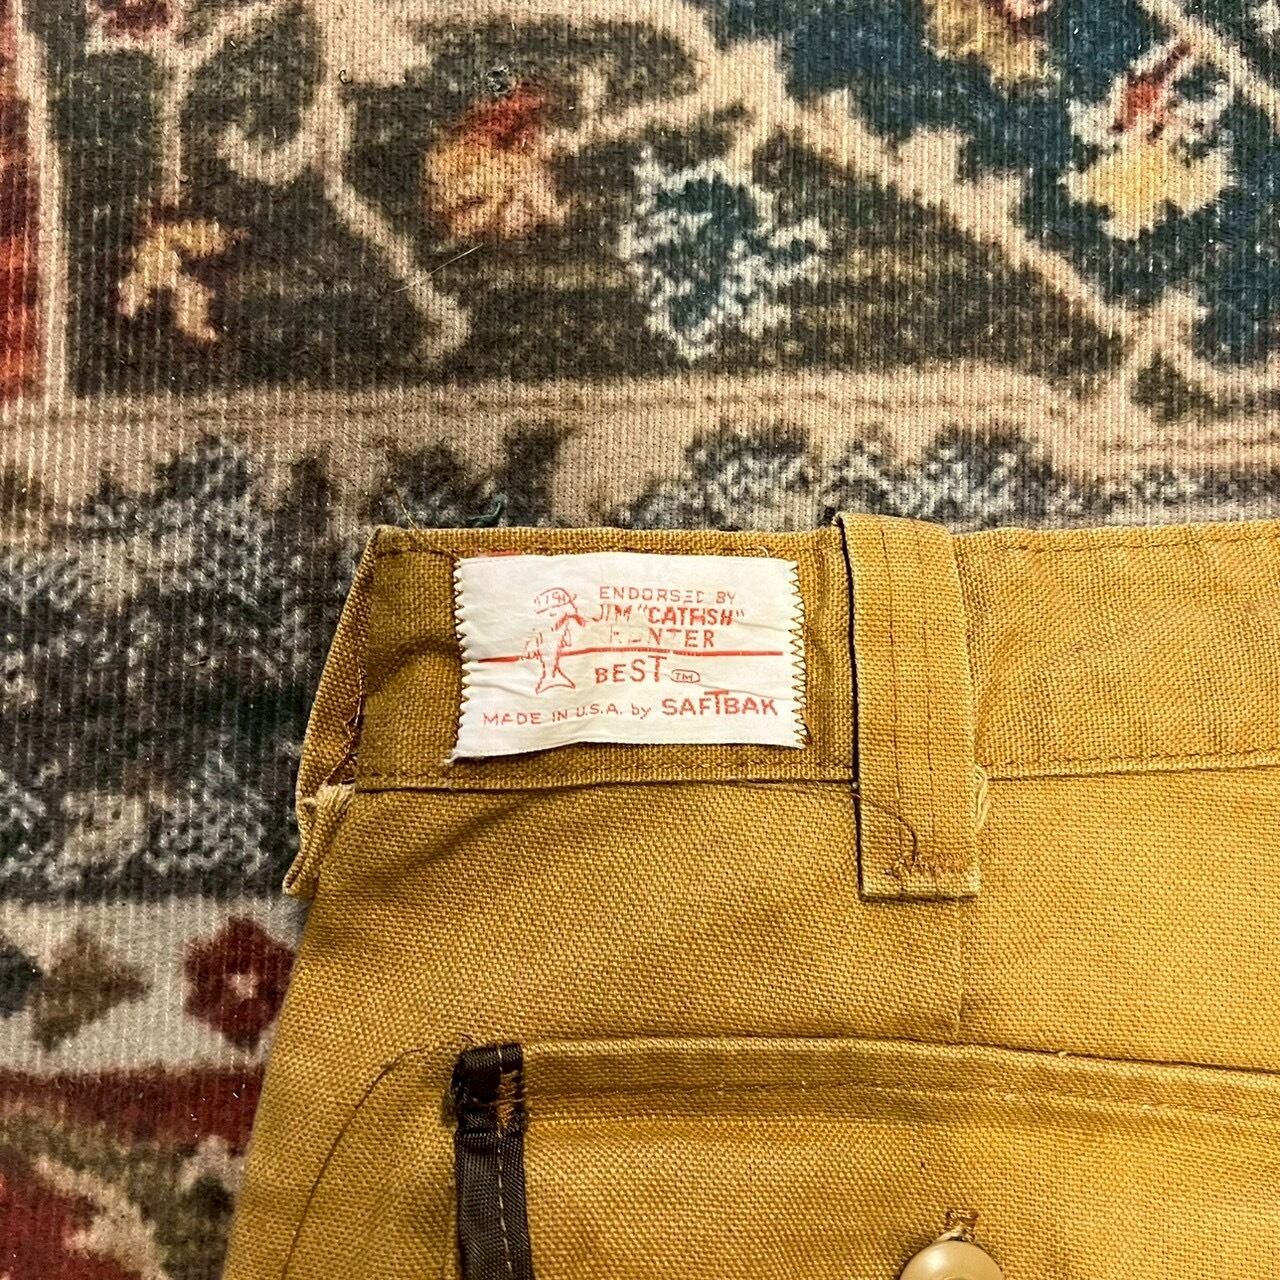 ENDORSED BY
JIM "CATFISH"
HUNTER
BEST TM
MADE IN U.S.A. by SAFTBAK